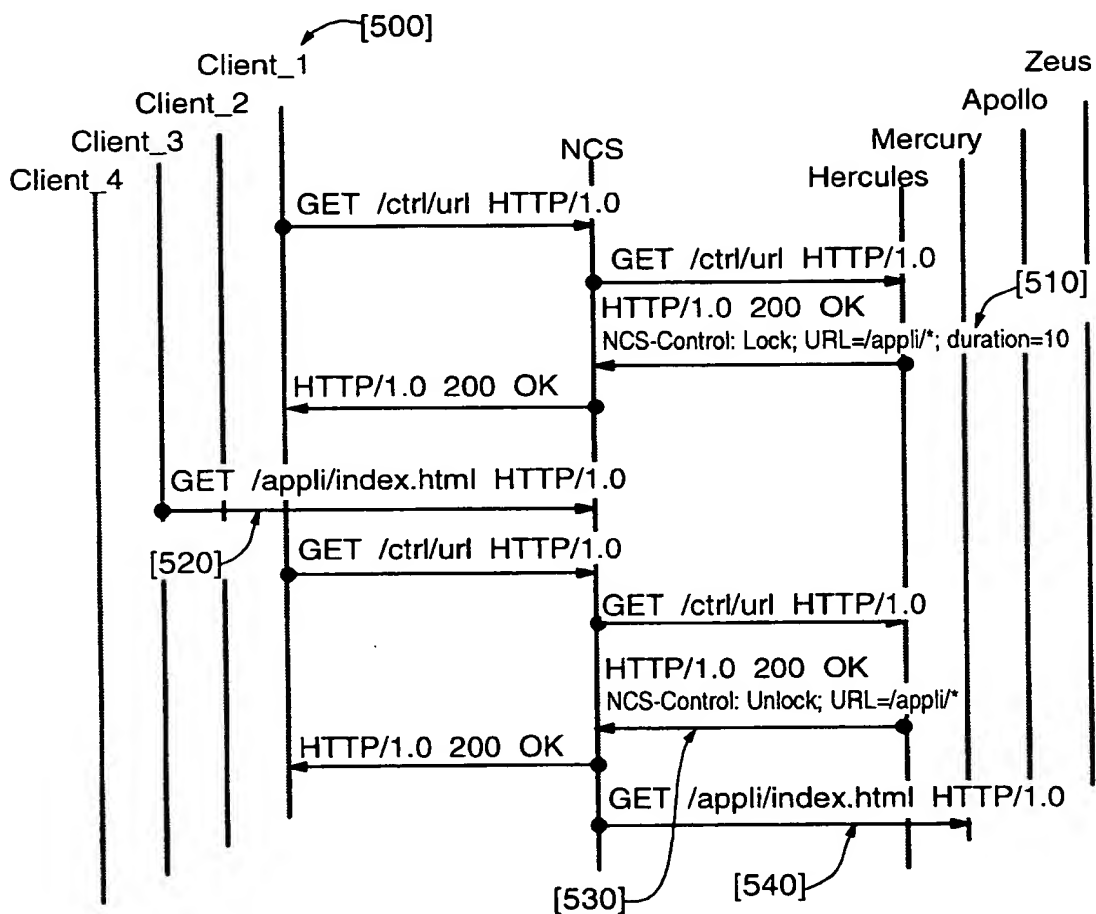 [500]
Client_1
Zeus
Client_2
Apollo
Client_3
NCS
Mercury
Client_4
Hercules
GET /ctrl/url HTTP/1.0
GET /ctrl/url HTTP/1.0
[510]
HTTP/1.0 200 OK
NCS-Control: Lock; URL=/appli/*; duration=10
HTTP/1.0 200 OK
GET /appli/index.html HTTP/1.0
[520]
GET /ctrl/url HTTP/1.0
GET /ctrl/url HTTP/1.0
HTTP/1.0 200 OK
NCS-Control: Unlock; URL=/appli/*
HTTP/1.0 200 OK
GET /appli/index.html HTTP/1.0
[530]
[540]